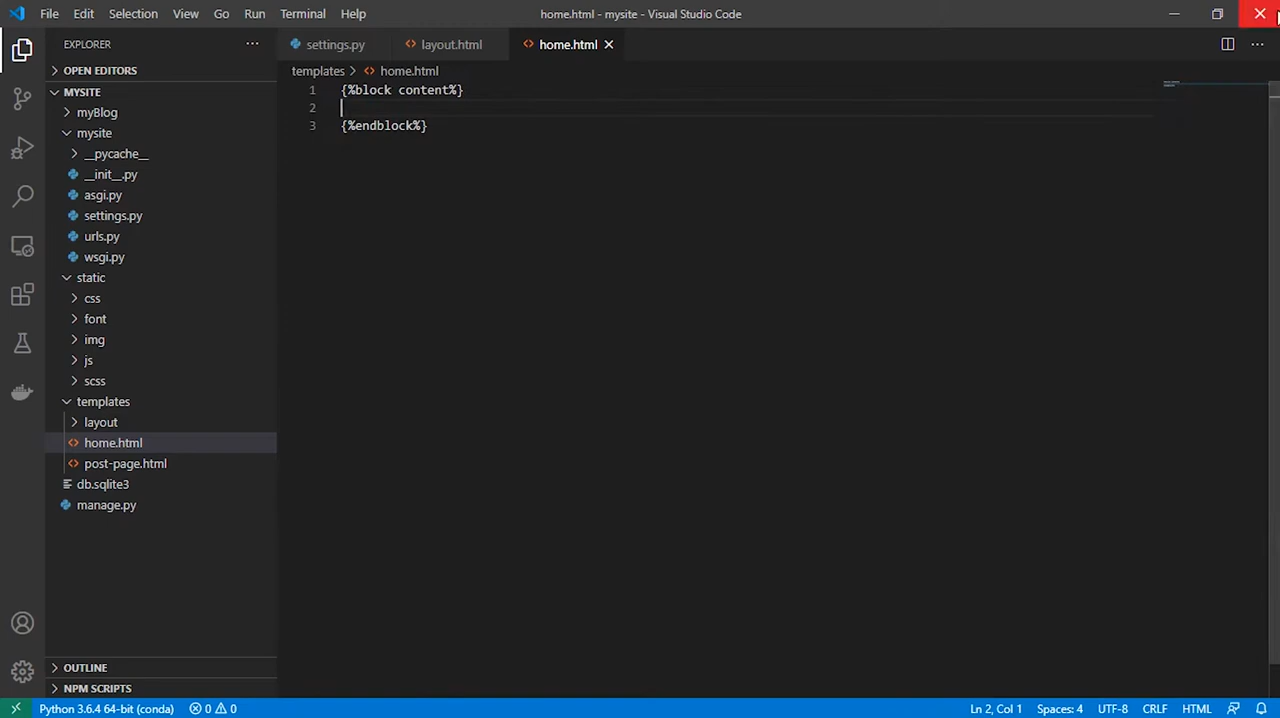 File Edit Selection View Go Run Terminal Help
home.html - mysite - Visual Studio Code
EXPLORER
settings.py
layout.html
home.html
OPEN EDITORS
templates home.html
MYSITE
1 {%block content%}
2
3 {%endblock%}
myBlog
mysite
__pycache__
__init__.py
asgi.py
settings.py
urls.py
wsgi.py
static
css
font
img
js
scss
templates
layout
home.html
post-page.html
db.sqlite3
manage.py
OUTLINE
NPM SCRIPTS
Python 3.6.4 64-bit (conda) 0 0 Ln 2, Col 1 Spaces: 4 UTF-8 CRLF HTML